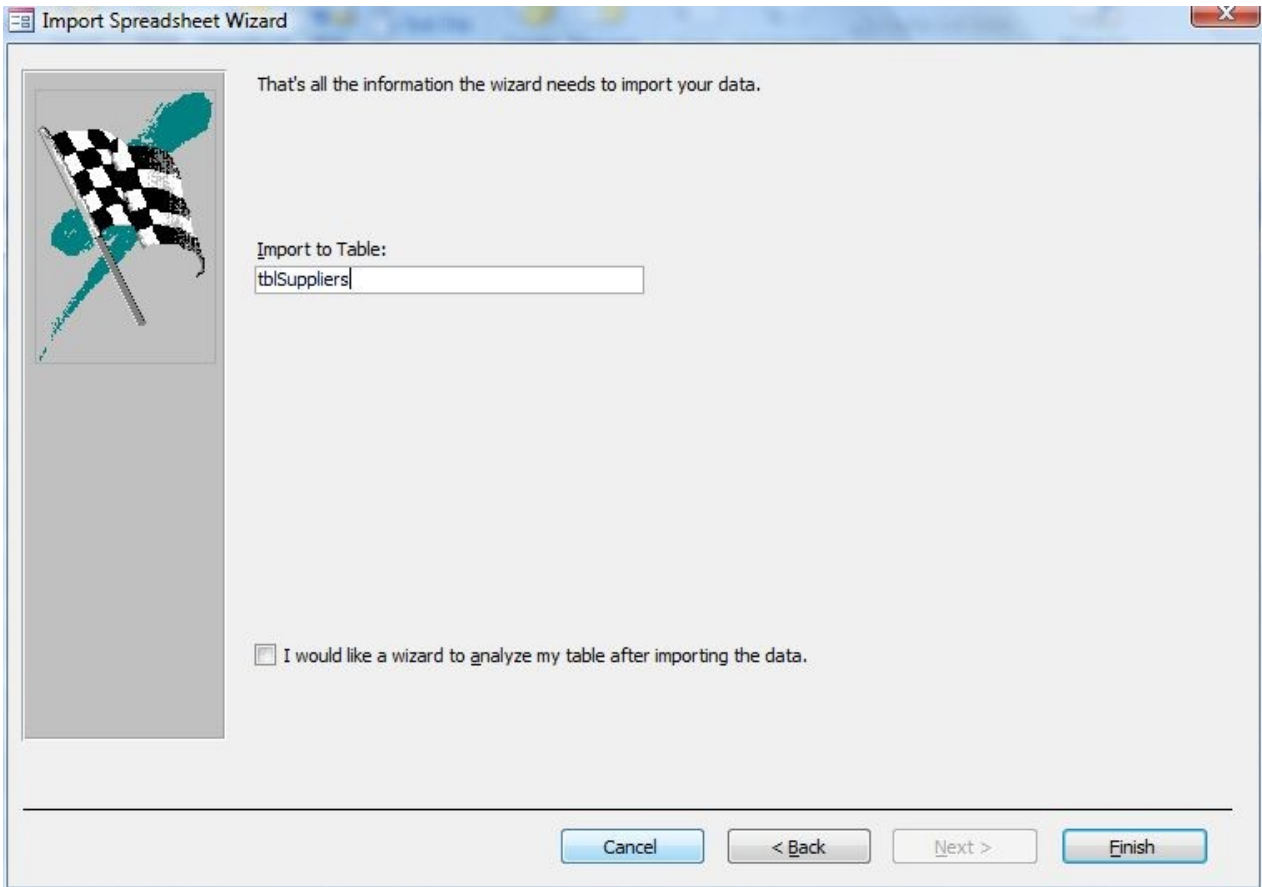 Import Spreadsheet Wizard
X
That's all the information the wizard needs to import your data.
Import to Table:
tblSuppliers
I would like a wizard to analyze my table after importing the data.
Cancel
< Back
Next >
Finish